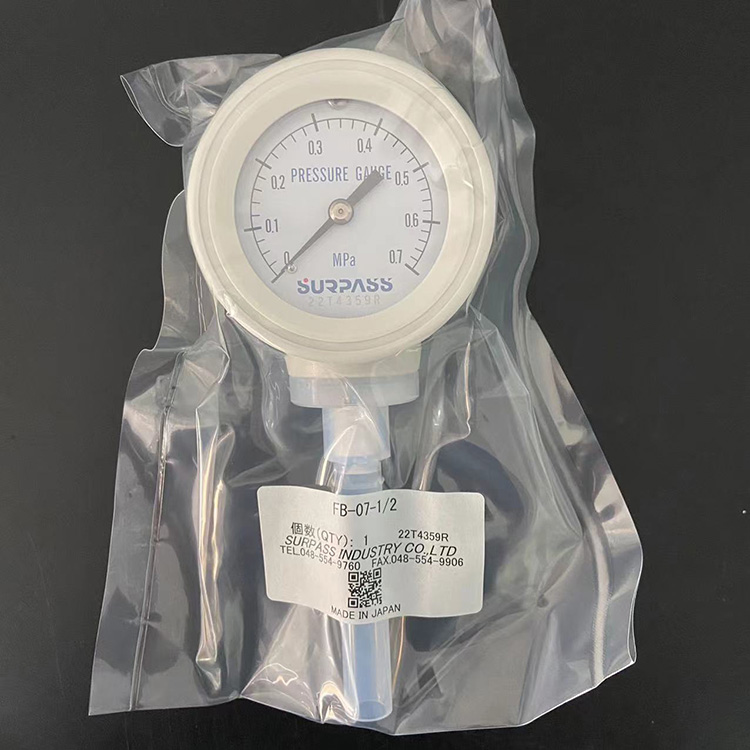 0.3
0.4
PRESSURE GAUGE
0.2
0.5
0.1
0.6
0
MPa
0.7
SURPASS
22T4359R
FB-07-1/2
個数(QTY): 1 22T4359R
SURPASS INDUSTRY CO.,LTD
TEL.048-554-9760 FAX.048-554-9906
MADE IN JAPAN